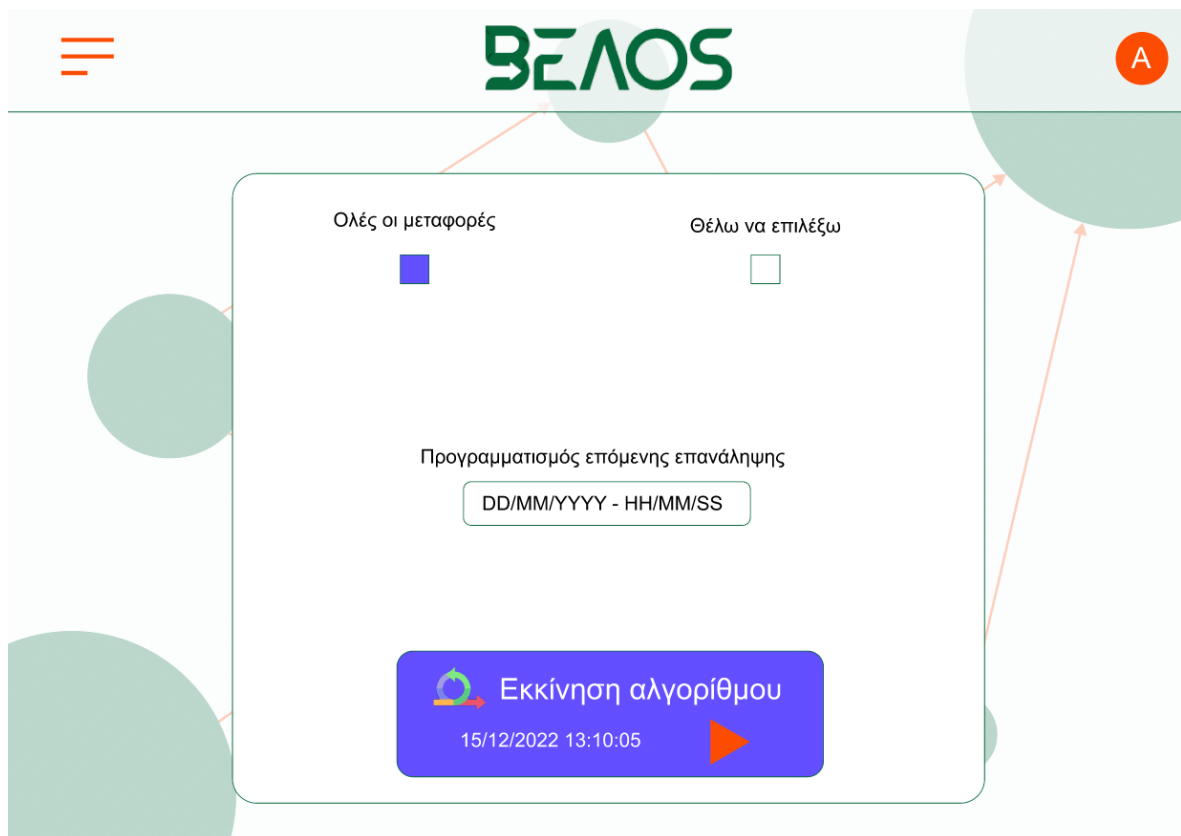 ΒΕΛΟS
A
Ολές οι μεταφορές
Θέλω να επιλέξω
Προγραμματισμός επόμενης επανάληψης
DD/MM/YYYY - HH/MM/SS
Εκκίνηση αλγορίθμου
15/12/2022 13:10:05